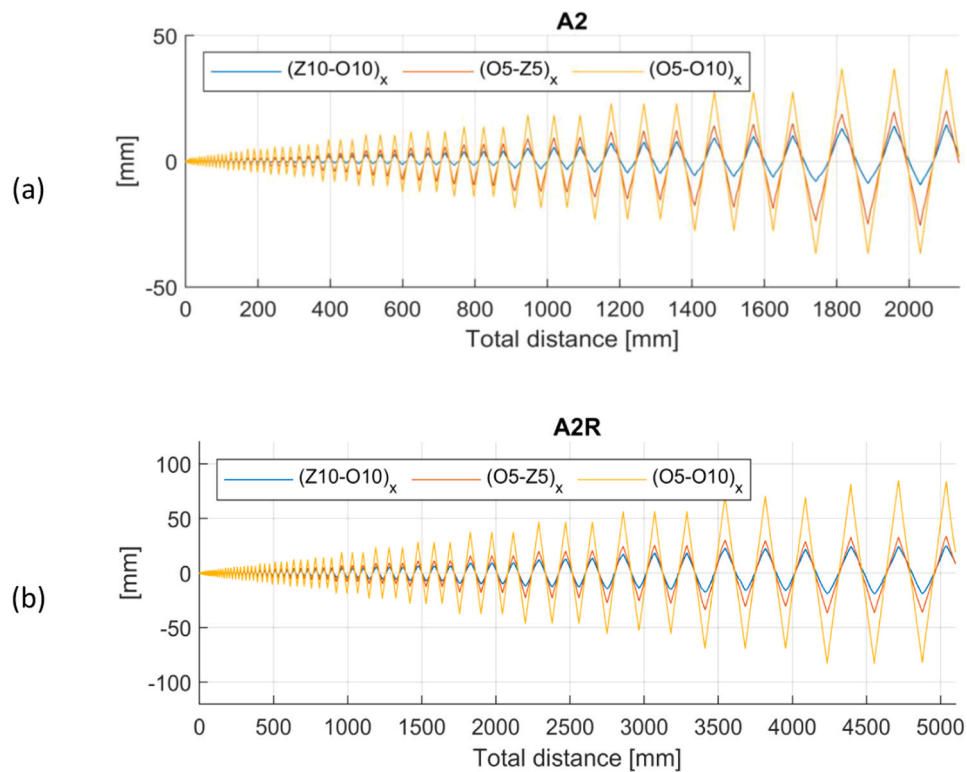 A2
50
(Z10-O10)x (O5-Z5)x (O5-O10)x
[mm]
0
(a)
-50
0 200 400 600 800 1000 1200 1400 1600 1800 2000
Total distance [mm]
A2R
100
(Z10-O10)x (O5-Z5)x (O5-O10)x
50
[mm]
0
(b)
-50
-100
0 500 1000 1500 2000 2500 3000 3500 4000 4500 5000
Total distance [mm]